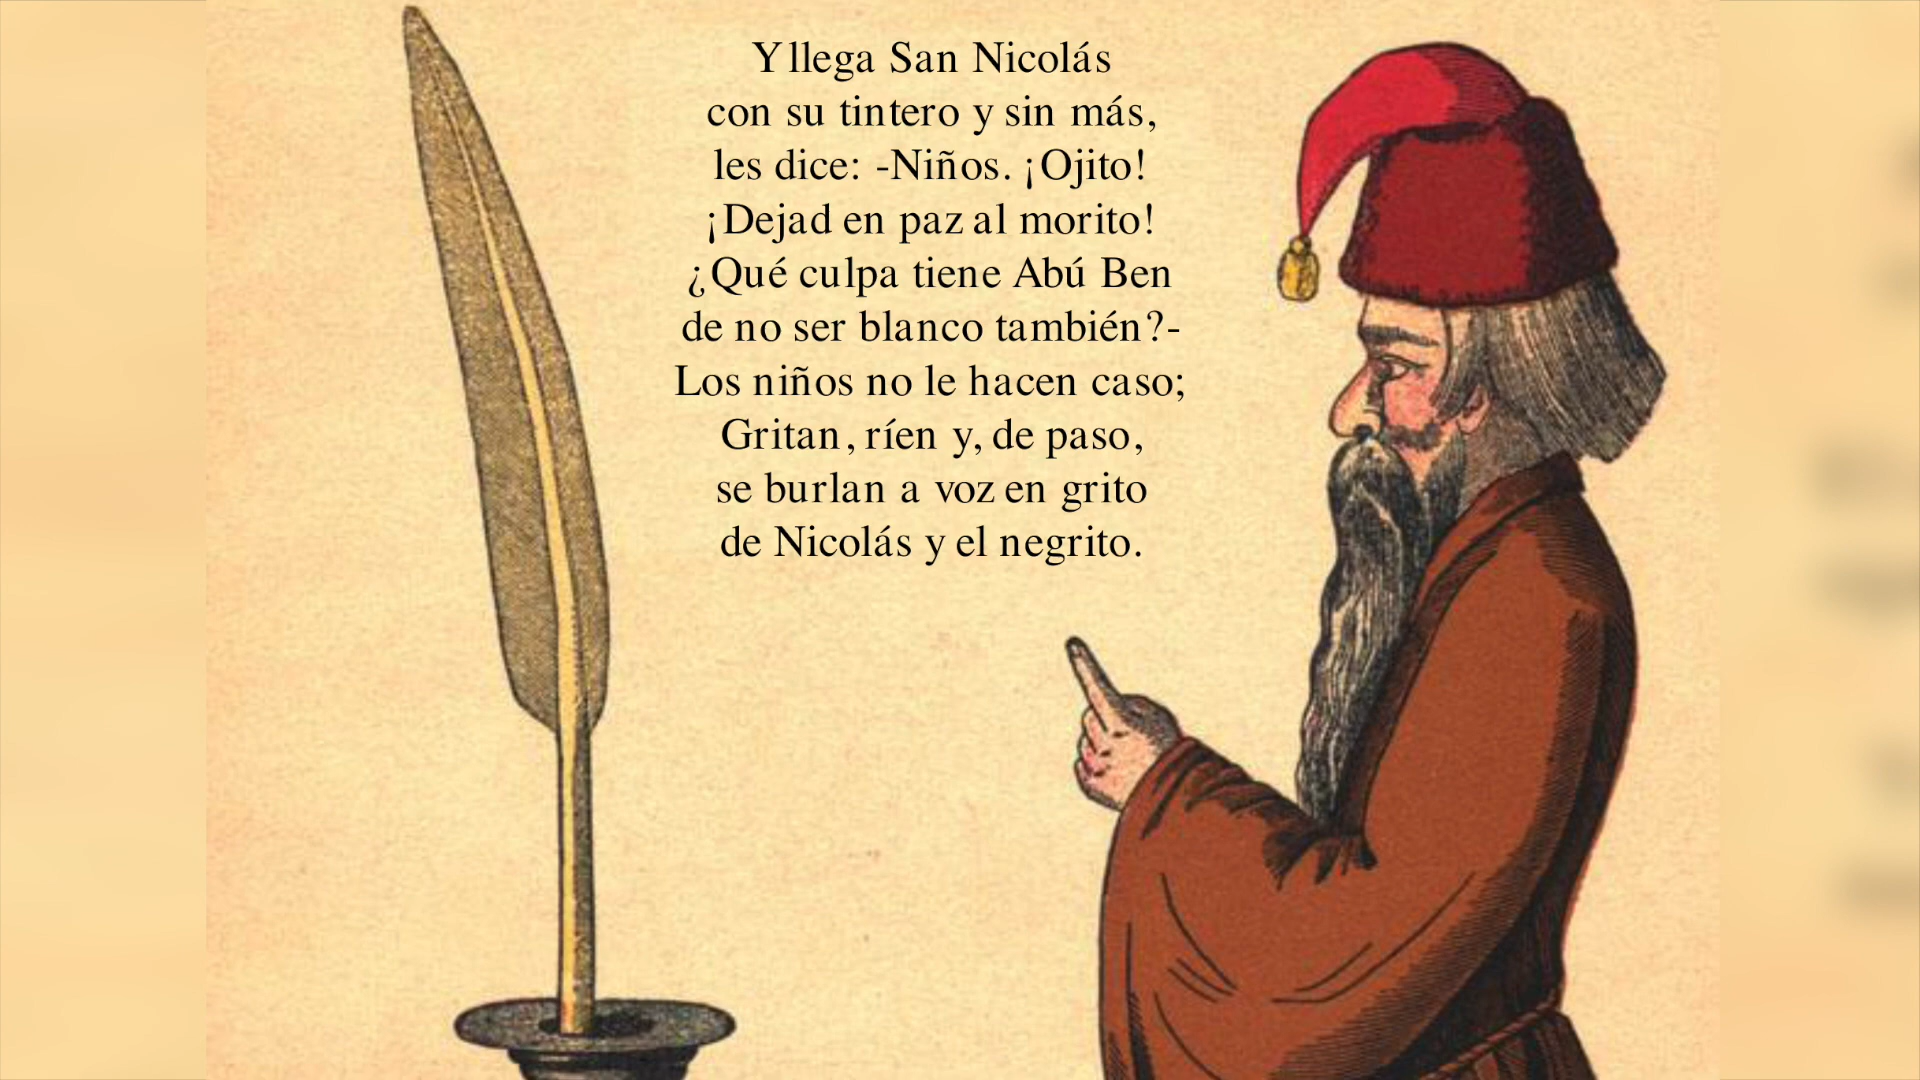 Y llega San Nicolás
con su tintero y sin más,
les dice: -Niños. ¡Ojito!
¡Dejad en paz al morito!
¿Qué culpa tiene Abú Ben
de no ser blanco también?-
Los niños no le hacen caso;
Gritan, ríen y, de paso,
se burlan a voz en grito
de Nicolás y el negrito.